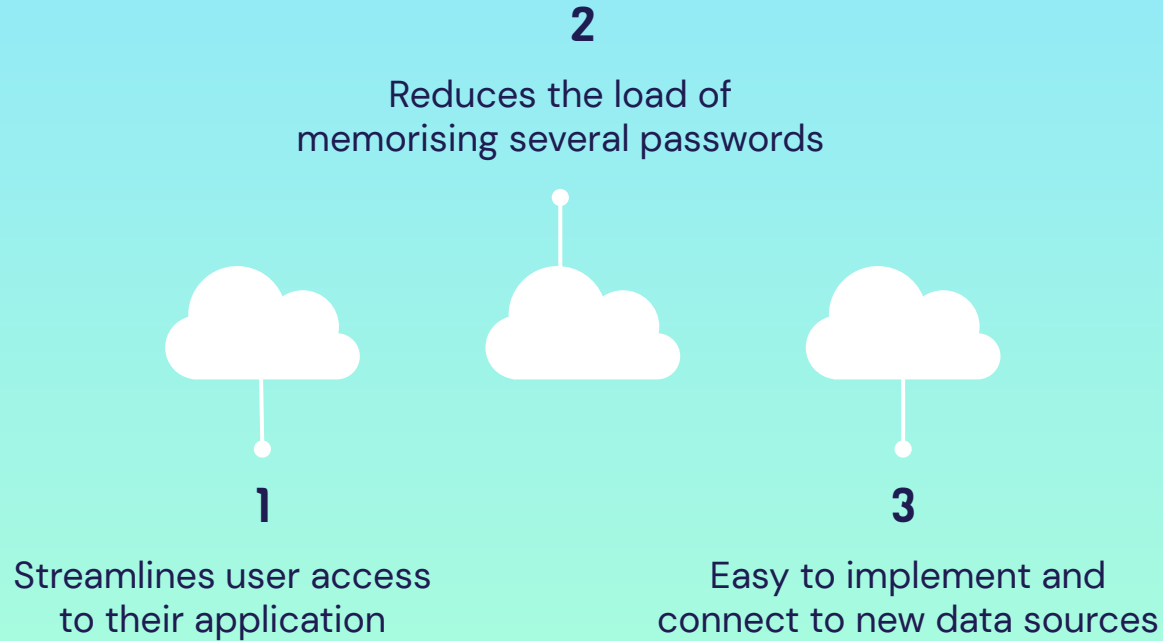 2
Reduces the load of
memorising several passwords
1
Streamlines user access
to their application
3
Easy to implement and
connect to new data sources